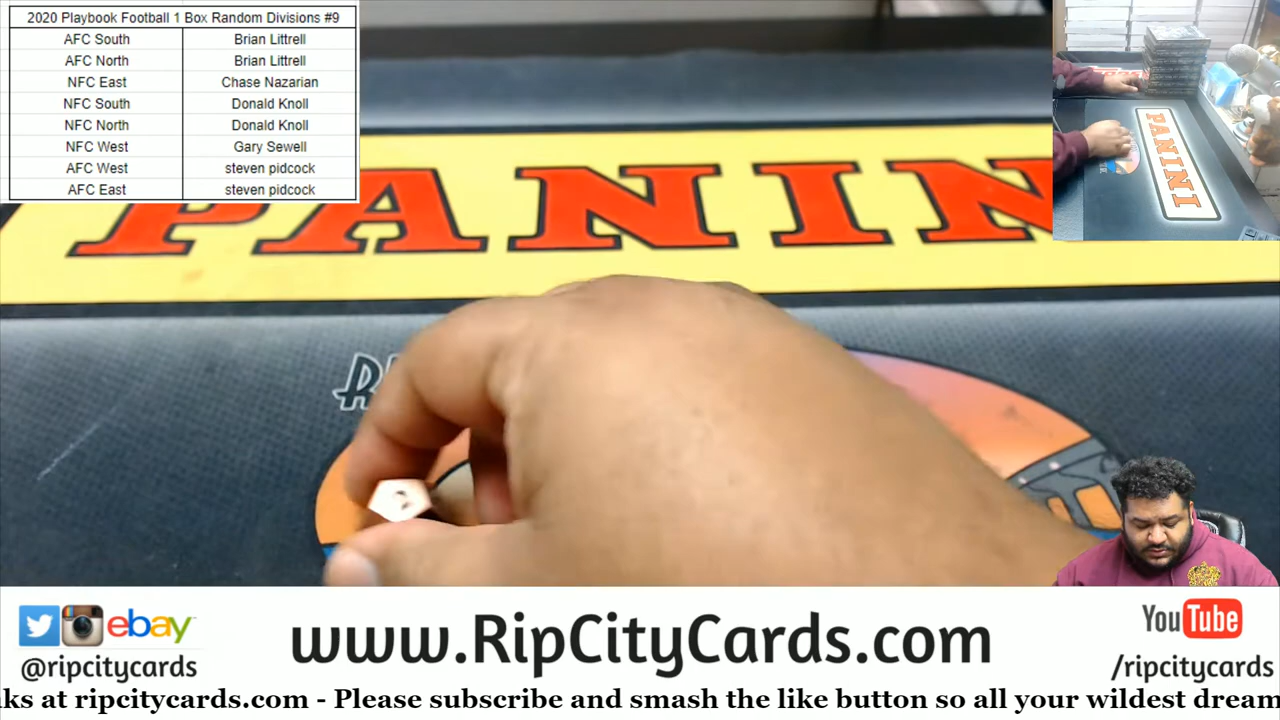 2020 Playbook Football 1 Box Random Divisions #9
AFC South Brian Littrell
AFC North Brian Littrell
NFC East Chase Nazarian
NFC South Donald Knoll
NFC North Donald Knoll
NFC West Gary Sewell
AFC West steven pidcock
AFC East steven pidcock
PANINI
PANINI
ebay
@ripcitycards
www.RipCityCards.com
YouTube
/ripcitycards
at ripcitycards.com - Please subscribe and smash the like button so all your wildest